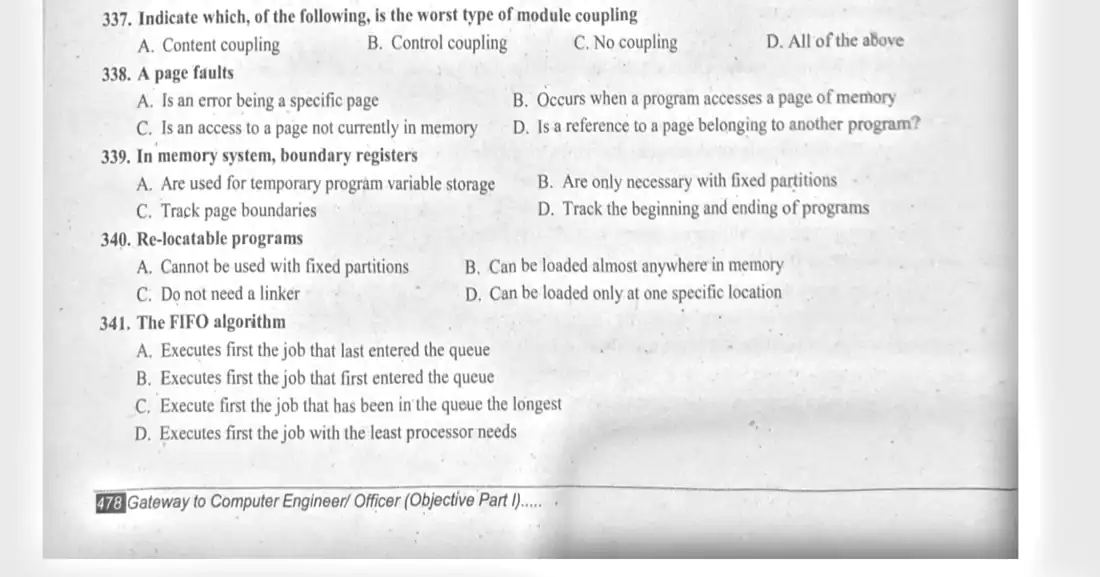 337. Indicate which, of the following, is the worst type of module coupling
A. Content coupling B. Control coupling C. No coupling D. All of the above
338. A page faults
A. Is an error being a specific page B. Occurs when a program accesses a page of memory
C. Is an access to a page not currently in memory D. Is a reference to a page belonging to another program?
339. In memory system, boundary registers
A. Are used for temporary program variable storage B. Are only necessary with fixed partitions
C. Track page boundaries D. Track the beginning and ending of programs
340. Re-locatable programs
A. Cannot be used with fixed partitions B. Can be loaded almost anywhere in memory
C. Do not need a linker D. Can be loaded only at one specific location
341. The FIFO algorithm
A. Executes first the job that last entered the queue
B. Executes first the job that first entered the queue
C. Execute first the job that has been in the queue the longest
D. Executes first the job with the least processor needs
478 Gateway to Computer Engineer/ Officer (Objective Part I).....